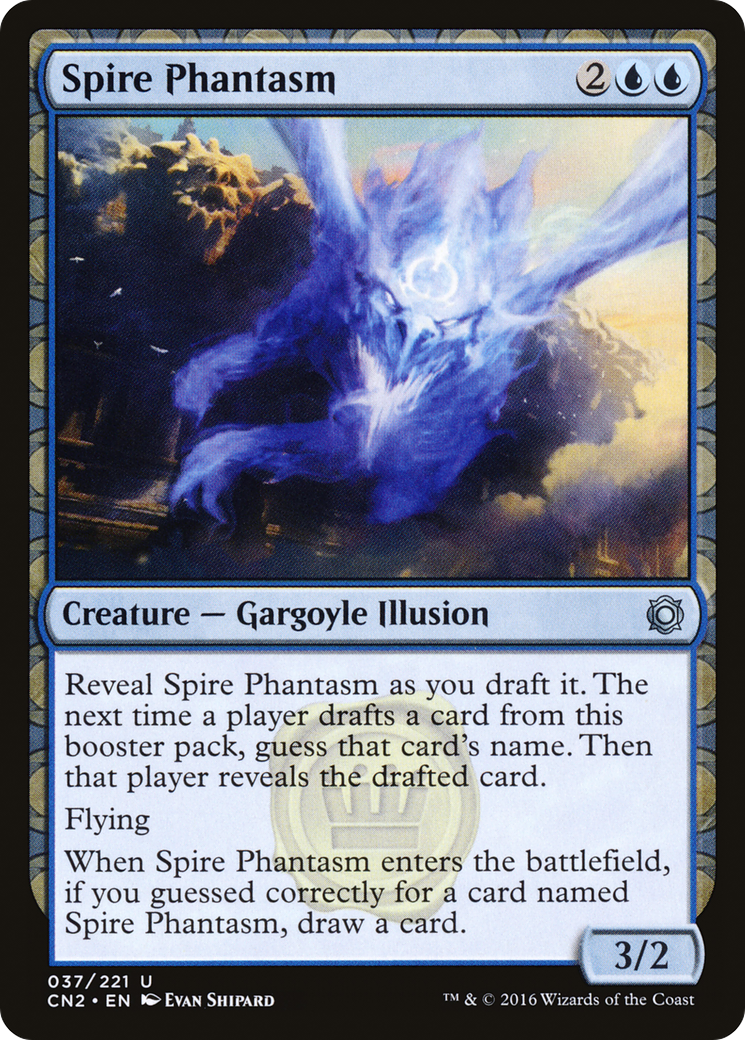 Spire Phantasm 2
Creature — Gargoyle Illusion
Reveal Spire Phantasm as you draft it. The
next time a player drafts a card from this
booster pack, guess that card's name. Then
that player reveals the drafted card.
Flying
When Spire Phantasm enters the battlefield,
if you guessed correctly for a card named
Spire Phantasm, draw a card.
3/2
037/221 U
CN2 • EN Evan Shipard
™ & © 2016 Wizards of the Coast